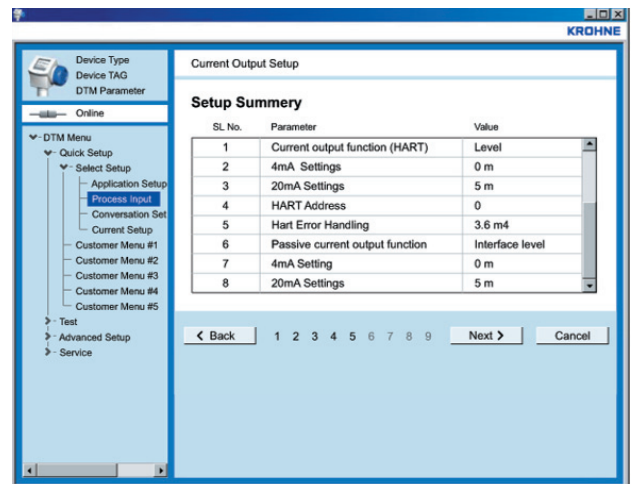 KROHNE
Device Type
Device TAG
DTM Parameter
Online
DTM Menu
Quick Setup
Select Setup
Application Setup
Process Input
Conversation Set
Current Setup
Customer Menu #1
Customer Menu #2
Customer Menu #3
Customer Menu #4
Customer Menu #5
Test
Advanced Setup
Service
Current Output Setup
Setup Summery
SL No. Parameter Value
1 Current output function (HART) Level
2 4mA Settings 0 m
3 20mA Settings 5 m
4 HART Address 0
5 Hart Error Handling 3.6 m4
6 Passive current output function Interface level
7 4mA Setting 0 m
8 20mA Settings 5 m
Back 1 2 3 4 5 6 7 8 9 Next Cancel